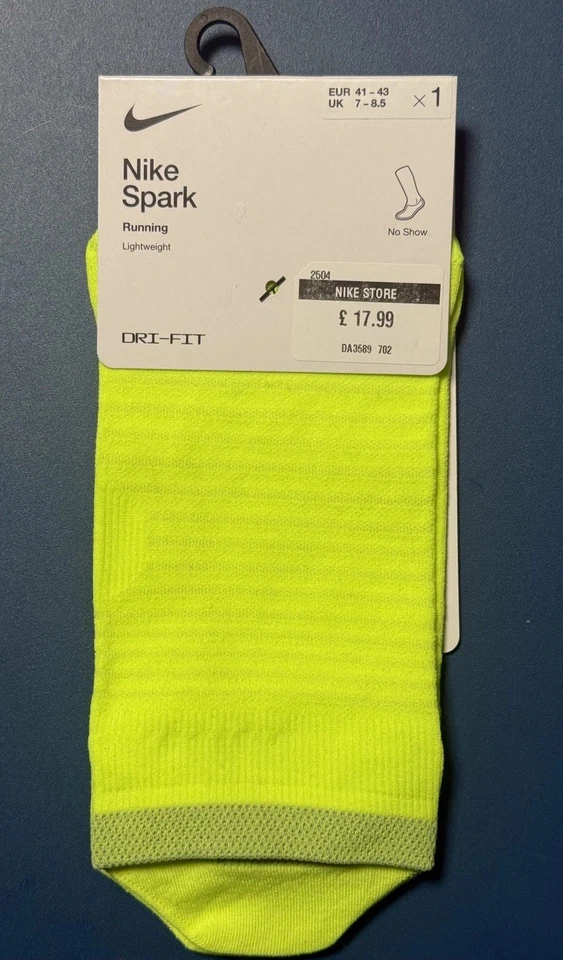 EUR 41 – 43
UK 7 – 8.5
× 1
Nike
Spark
Running
Lightweight
No Show
2504
NIKE STORE
£ 17.99
DA3589 702
DRI-FIT